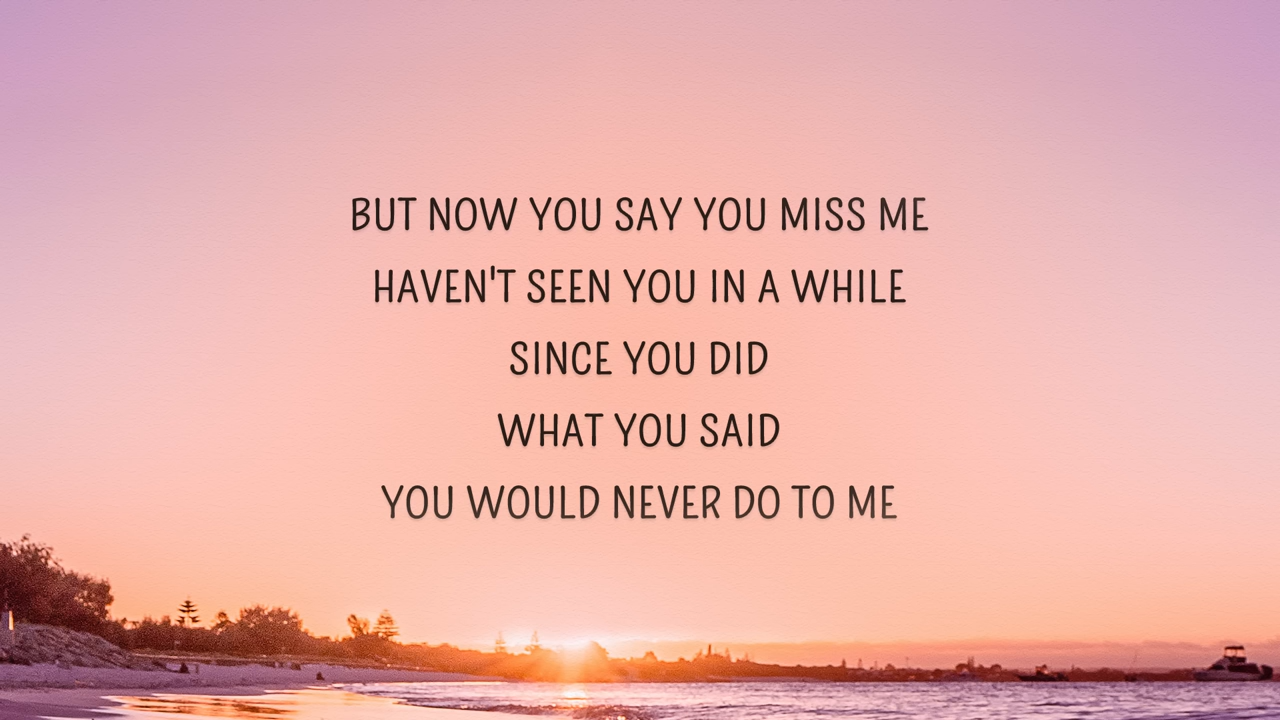 BUT NOW YOU SAY YOU MISS ME
HAVEN'T SEEN YOU IN A WHILE
SINCE YOU DID
WHAT YOU SAID
YOU WOULD NEVER DO TO ME